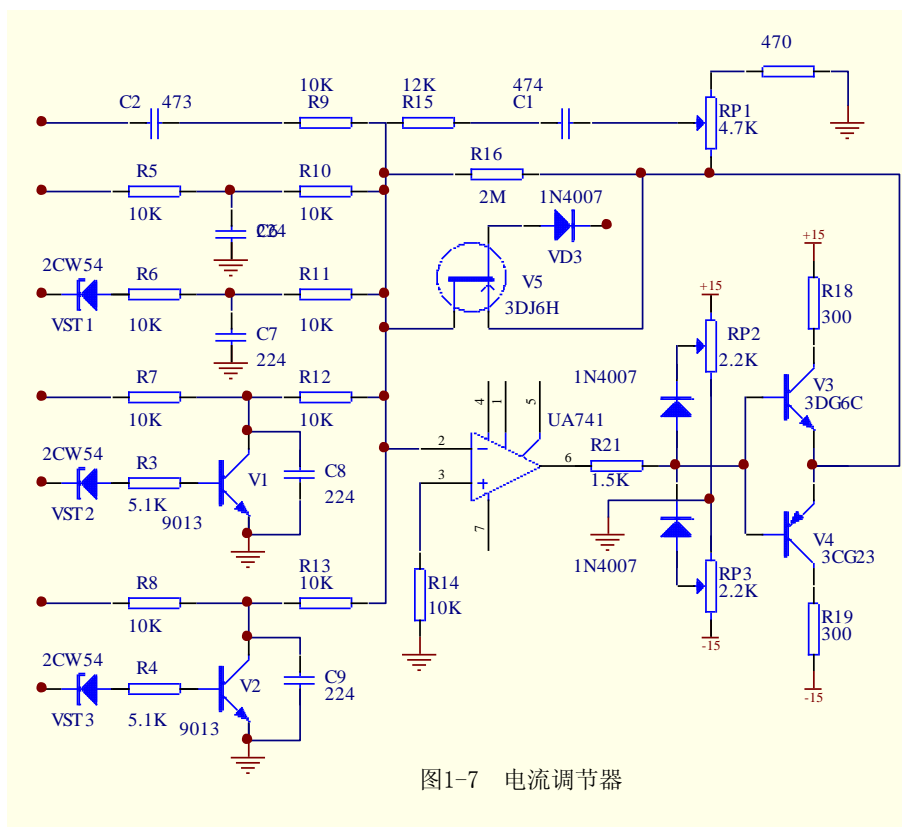 470
10K
12K
474
C2
473
R9
R15
C1
RP1
4.7K
R5
R10
R16
10K
10K
2M
1N4007
224
VD3
2CW54
R6
R11
V5
3DJ6H
+15
+15
R18
300
VST1
10K
10K
C7
224
RP2
2.2K
R7
R12
1N4007
V3
3DG6C
10K
10K
4
1
5
UA741
2CW54
R3
V1
C8
224
2
3
6
R21
1.5K
VST2
5.1K
9013
7
V4
3CG23
R8
R13
10K
R14
10K
1N4007
RP3
2.2K
R19
300
10K
-15
2CW54
R4
V2
C9
224
-15
VST3
5.1K
9013
图1-7 电流调节器